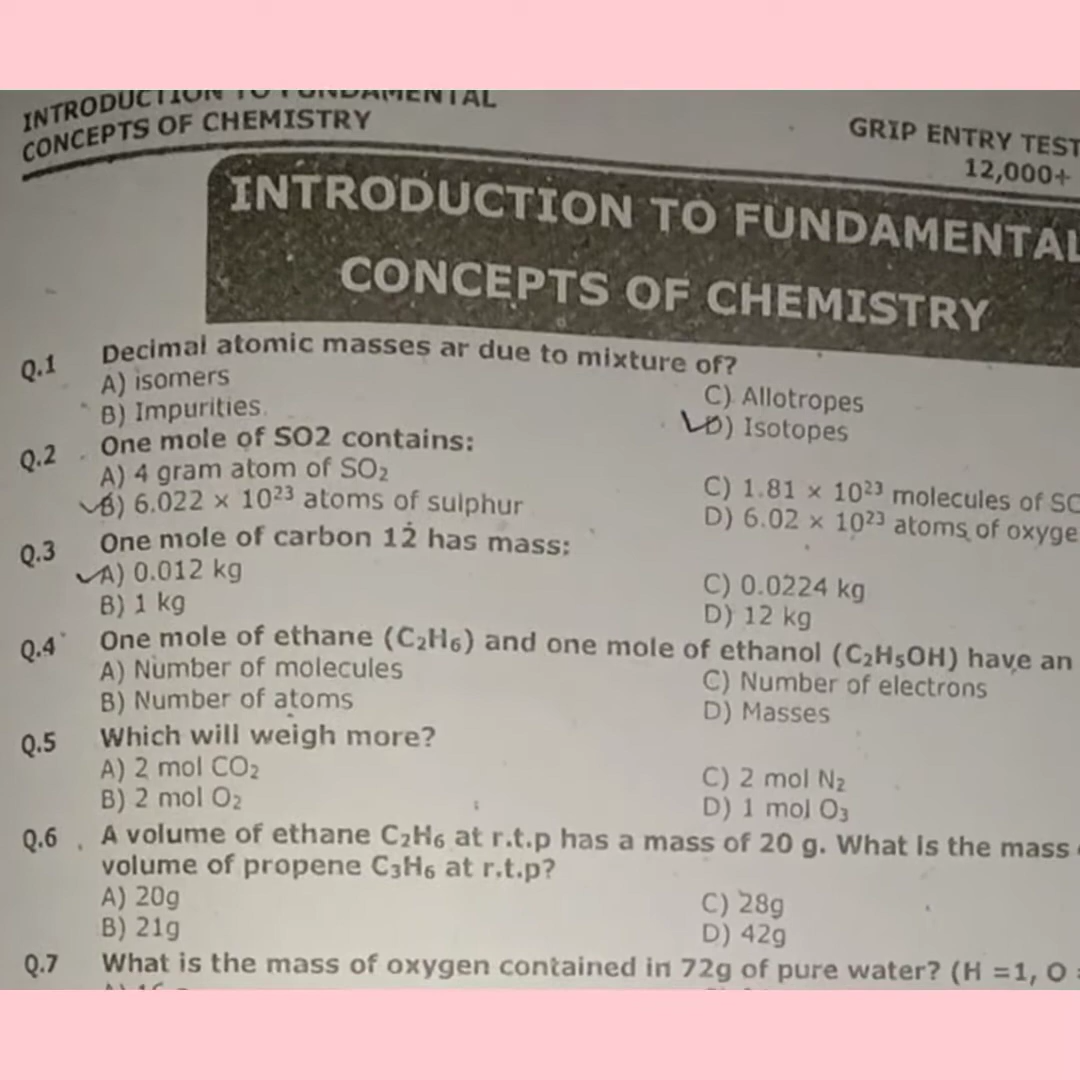 INTRODUCTION TO FUNDAMENTAL
CONCEPTS OF CHEMISTRY
GRIP ENTRY TEST
12,000+
INTRODUCTION TO FUNDAMENTAL
CONCEPTS OF CHEMISTRY
Q.1 Decimal atomic masses ar due to mixture of?
A) isomers
C) Allotropes
B) Impurities.
D) Isotopes
Q.2 One mole of SO2 contains:
A) 4 gram atom of SO₂
C) 1.81 × 10²³ molecules of
B) 6.022 × 10²³ atoms of sulphur
D) 6.02 × 10²³ atoms of oxyge
Q.3 One mole of carbon 12 has mass:
A) 0.012 kg
C) 0.0224 kg
B) 1 kg
D) 12 kg
Q.4 One mole of ethane (C₂H₆) and one mole of ethanol (C₂H₅OH) have an
A) Number of molecules
C) Number of electrons
B) Number of atoms
D) Masses
Q.5 Which will weigh more?
A) 2 mol CO₂
C) 2 mol N₂
B) 2 mol O₂
D) 1 mol O₃
Q.6 A volume of ethane C₂H₆ at r.t.p has a mass of 20 g. What is the mass
volume of propene C₃H₆ at r.t.p?
A) 20g
C) 28g
B) 21g
D) 42g
Q.7 What is the mass of oxygen contained in 72g of pure water? (H =1, O